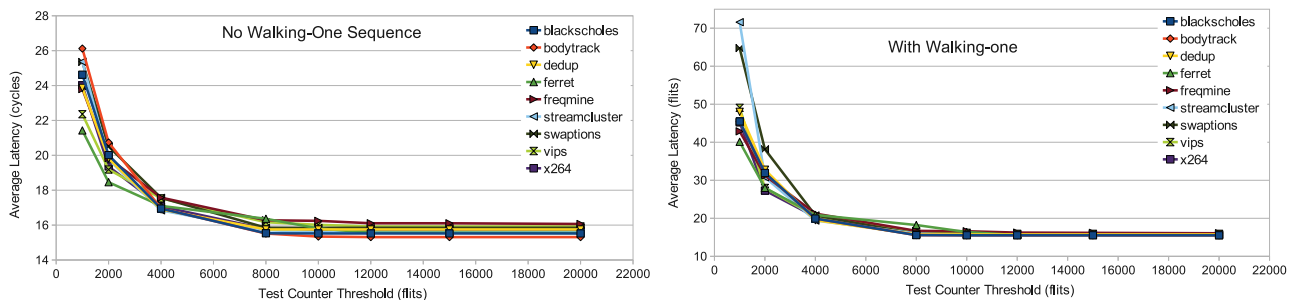 No Walking-One Sequence
Average Latency (cycles)
28
26
24
22
20
18
16
14
0 2000 4000 6000 8000 10000 12000 14000 16000 18000 20000 22000
Test Counter Threshold (flits)
blackscholes
bodytrack
dedup
ferret
freqmine
streamcluster
swaptions
vips
x264
With Walking-one
Average Latency (flits)
70
60
50
40
30
20
10
0 2000 4000 6000 8000 10000 12000 14000 16000 18000 20000 22000
Test Counter Threshold (flits)
blackscholes
bodytrack
dedup
ferret
freqmine
streamcluster
swaptions
vips
x264